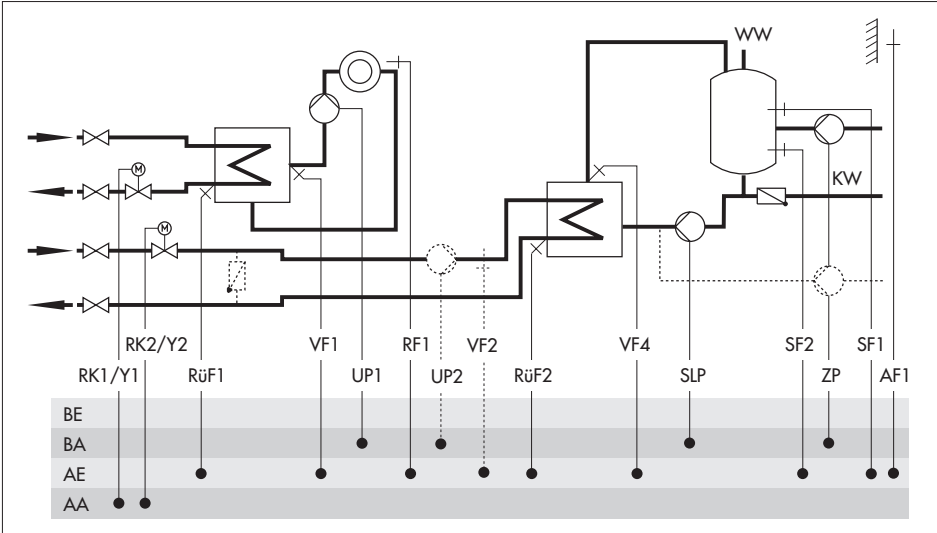 WW
M
KW
M
RK2/Y2 VF1 RF1 VF2 VF4 SF2 SF1
RK1/Y1 RüF1 UP1 UP2 RüF2 SLP ZP AF1
BE
BA
AE
AA